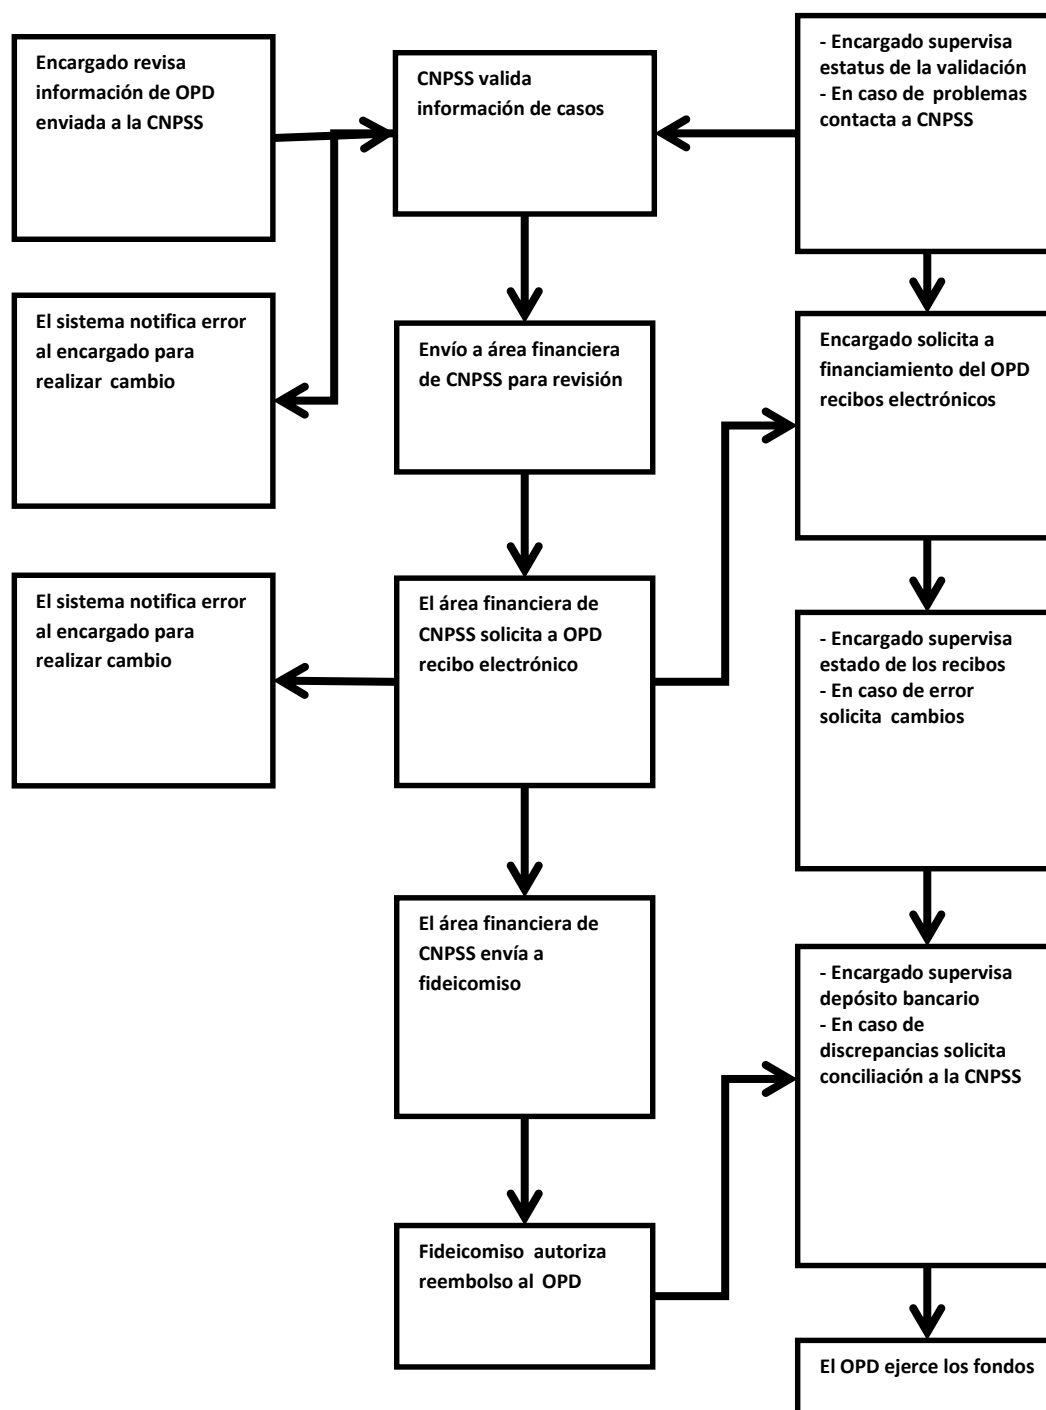 Encargado revisa
información de OPD
enviada a la CNPSS
CNPSS valida
información de casos
- Encargado supervisa
estatus de la validación
- En caso de problemas
contacta a CNPSS
El sistema notifica error
al encargado para
realizar cambio
Envío a área financiera
de CNPSS para revisión
Encargado solicita a
financiamiento del OPD
recibos electrónicos
El sistema notifica error
al encargado para
realizar cambio
El área financiera de
CNPSS solicita a OPD
recibo electrónico
- Encargado supervisa
estado de los recibos
- En caso de error
solicita cambios
El área financiera de
CNPSS envía a
fideicomiso
- Encargado supervisa
depósito bancario
- En caso de
discrepancias solicita
conciliación a la CNPSS
Fideicomiso autoriza
reembolso al OPD
El OPD ejerce los fondos